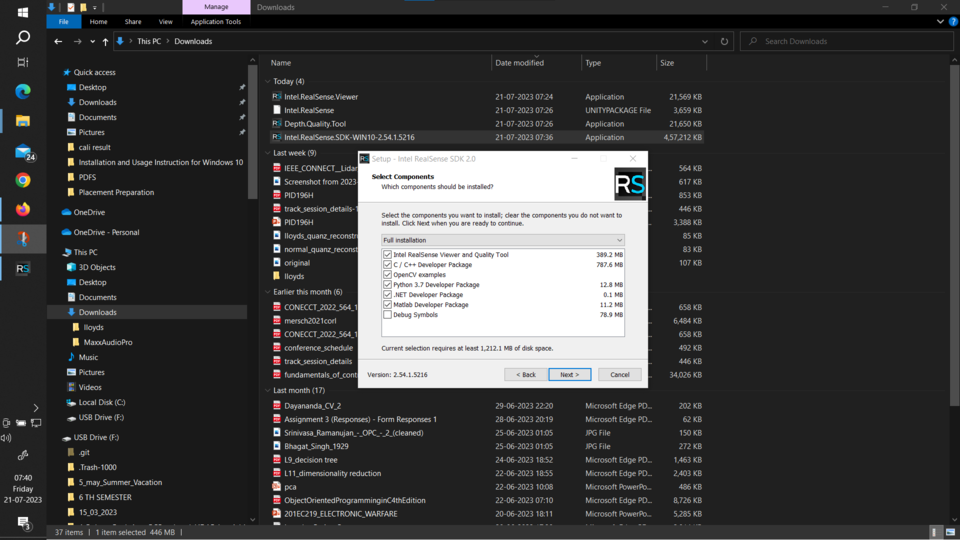 Manage
Downloads
File
Home
Share
View
Application Tools
This PC
Downloads
Search Downloads
Name
Date modified
Type
Size
Quick access
Desktop
Downloads
Documents
Pictures
cali result
Installation and Usage Instruction for Windows 10
PDFS
Placement Preparation
OneDrive
OneDrive - Personal
This PC
3D Objects
Desktop
Documents
Downloads
lloyds
MaxxAudioPro
Music
Pictures
Videos
Local Disk (C:)
USB Drive (F:)
USB Drive (F:)
.git
.Trash-1000
5_may_Summer_Vacation
6 TH SEMESTER
15_03_2023
Today (4)
Intel.RealSense.Viewer 21-07-2023 07:24 Application 21,569 KB
Intel.RealSense 21-07-2023 07:26 UNITYPACKAGE File 3,659 KB
Depth.Quality.Tool 21-07-2023 07:26 Application 21,650 KB
Intel.RealSense.SDK-WIN10-2.54.1.5216 21-07-2023 07:36 Application 4,57,212 KB
Last week (9)
IEEE_CONNECT__Lidar 564 KB
Screenshot from 2023- 617 KB
PID196H 853 KB
track_session_details-1 446 KB
PID196H 3,388 KB
lloyds_quanz_reconst 85 KB
normal_quanz_recons 83 KB
original 107 KB
lloyds
Earlier this month (6)
CONECCT_2022_564_1 658 KB
mersch2021corl 6,484 KB
CONECCT_2022_564_1 658 KB
conference_schedule 492 KB
track_session_details 446 KB
fundamentals_of_cont 34,026 KB
Last month (17)
Dayananda_CV_2 29-06-2023 22:20 Microsoft Edge PD... 202 KB
Assignment 3 (Responses) - Form Responses 1 28-06-2023 20:19 Microsoft Edge PD... 62 KB
Srinivasa_Ramanujan_-_OPC_-_2_(cleaned) 25-06-2023 01:05 JPG File 150 KB
Bhagat_Singh_1929 25-06-2023 01:05 JPG File 272 KB
L9_decision tree 24-06-2023 18:52 Microsoft Edge PD... 1,463 KB
L11_dimensionality reduction 22-06-2023 18:55 Microsoft Edge PD... 2,403 KB
pca 22-06-2023 10:08 Microsoft PowerPo... 486 KB
ObjectOrientedProgramminginC4thEdition 22-06-2023 07:10 Microsoft Edge PD... 8,726 KB
201EC219_ELECTRONIC_WARFARE 20-06-2023 18:11 Microsoft PowerPo... 5,285 KB
Setup - Intel RealSense SDK 2.0
Select Components
Which components should be installed?
RS
Select the components you want to install; clear the components you do not want to
install. Click Next when you are ready to continue.
Full installation
Intel RealSense Viewer and Quality Tool 389.2 MB
C / C++ Developer Package 787.6 MB
OpenCV examples
Python 3.7 Developer Package 12.8 MB
.NET Developer Package 0.1 MB
Matlab Developer Package 11.2 MB
Debug Symbols 78.9 MB
Current selection requires at least 1,212.1 MB of disk space.
Version: 2.54.1.5216
< Back
Next >
Cancel
37 items
1 item selected 446 MB
24
RS
07:40
Friday
21-07-2023
3